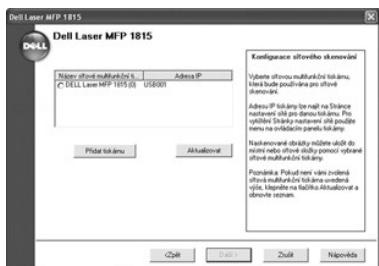 Dell Laser MFP 1815
DELL
Dell Laser MFP 1815
Název síťové multifunkční ti... Adresa IP
DELL Laser MFP 1815 (0) USB001
Přidat tiskárnu Aktualizovat
Konfigurace síťového skenování
Vyberte síťovou multifunkční tiskárnu,
která bude používána pro síťové
skenování.
Adresu IP tiskárny lze najít na Stránce
nastavení sítě pro danou tiskárnu. Pro
vytištění Stránky nastavení sítě použijte
menu na ovládacím panelu tiskárny.
Naskenované obrázky můžete uložit do
místní nebo síťové složky pomocí vybrané
síťové multifunkční tiskárny.
Poznámka: Pokud není vámi zvolená
síťová multifunkční tiskárna uvedená
výše, klepněte na tlačítko Aktualizovat a
obnovte seznam.
<Zpět Další > Zrušit Nápověda